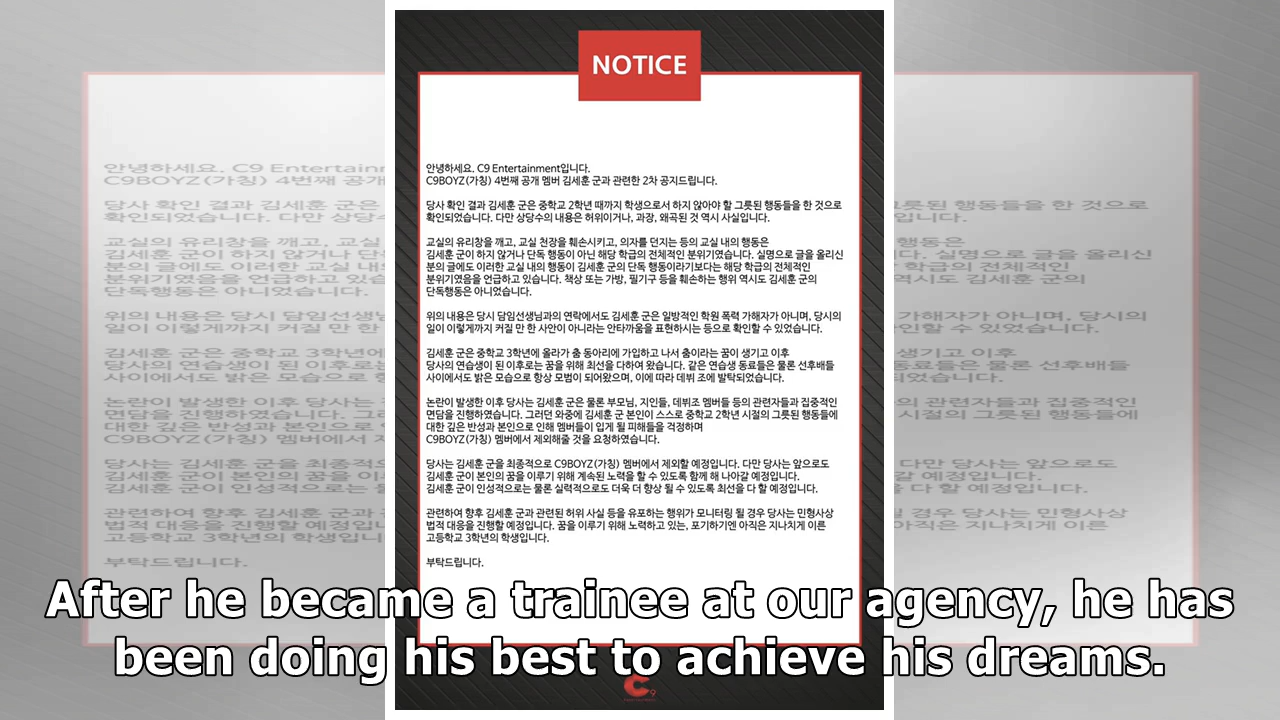 NOTICE
안녕하세요. C9 Entertainment입니다.
C9BOYZ(가칭) 4번째 공개 멤버 김세훈 군과 관련한 2차 공지드립니다.
당사 확인 결과 김세훈 군은 중학교 2학년 때까지 학생으로서 하지 않아야 할 그릇된 행동들을 한 것으로
확인되었습니다. 다만 상당수의 내용은 허위이거나, 과장, 왜곡된 것 역시 사실입니다.
교실의 유리창을 깨고, 교실 천장을 훼손시키고, 의자를 던지는 등의 교실 내의 행동은
김세훈 군이 하지 않거나 단독 행동이 아닌 해당 학급의 전체적인 분위기였습니다. 실명으로 글을 올리신
분의 글에도 이러한 교실 내의 행동이 김세훈 군의 단독 행동이라기보다는 해당 학급의 전체적인
분위기였음을 언급하고 있습니다. 책상 또는 가방, 필기구 등을 훼손하는 행위 역시도 김세훈 군의
단독행동은 아니었습니다.
위의 내용은 당시 담임선생님과의 연락에서도 김세훈 군은 일방적인 학원 폭력 가해자가 아니며, 당시의
일이 이렇게까지 커질 만 한 사안이 아니라는 안타까움을 표현하시는 등으로 확인할 수 있었습니다.
김세훈 군은 중학교 3학년에 올라가 춤 동아리에 가입하고 나서 춤이라는 꿈이 생기고 이후
당사의 연습생이 된 이후로는 꿈을 위해 최선을 다하여 왔습니다. 같은 연습생 동료들은 물론 선후배들
사이에서도 밝은 모습으로 항상 모범이 되어왔으며, 이에 따라 데뷔 조에 발탁되었습니다.
논란이 발생한 이후 당사는 김세훈 군은 물론 부모님, 지인들, 데뷔조 멤버들 등의 관련자들과 집중적인
면담을 진행하였습니다. 그러던 와중에 김세훈 군 본인이 스스로 중학교 2학년 시절의 그릇된 행동들에
대한 깊은 반성과 본인으로 인해 멤버들이 입게 될 피해들을 걱정하며
C9BOYZ(가칭) 멤버에서 제외해줄 것을 요청하였습니다.
당사는 김세훈 군을 최종적으로 C9BOYZ(가칭) 멤버에서 제외할 예정입니다. 다만 당사는 앞으로도
김세훈 군이 본인의 꿈을 이루기 위해 계속된 노력을 할 수 있도록 함께 해 나아갈 예정입니다.
김세훈 군이 인성적으로는 물론 실력적으로도 더욱 더 향상 될 수 있도록 최선을 다 할 예정입니다.
관련하여 향후 김세훈 군과 관련된 허위 사실 등을 유포하는 행위가 모니터링 될 경우 당사는 민형사상
법적 대응을 진행할 예정입니다. 꿈을 이루기 위해 노력하고 있는, 포기하기엔 아직은 지나치게 이른
고등학교 3학년의 학생입니다.
부탁드립니다.
After he became a trainee at our agency, he has
been doing his best to achieve his dreams.
C9